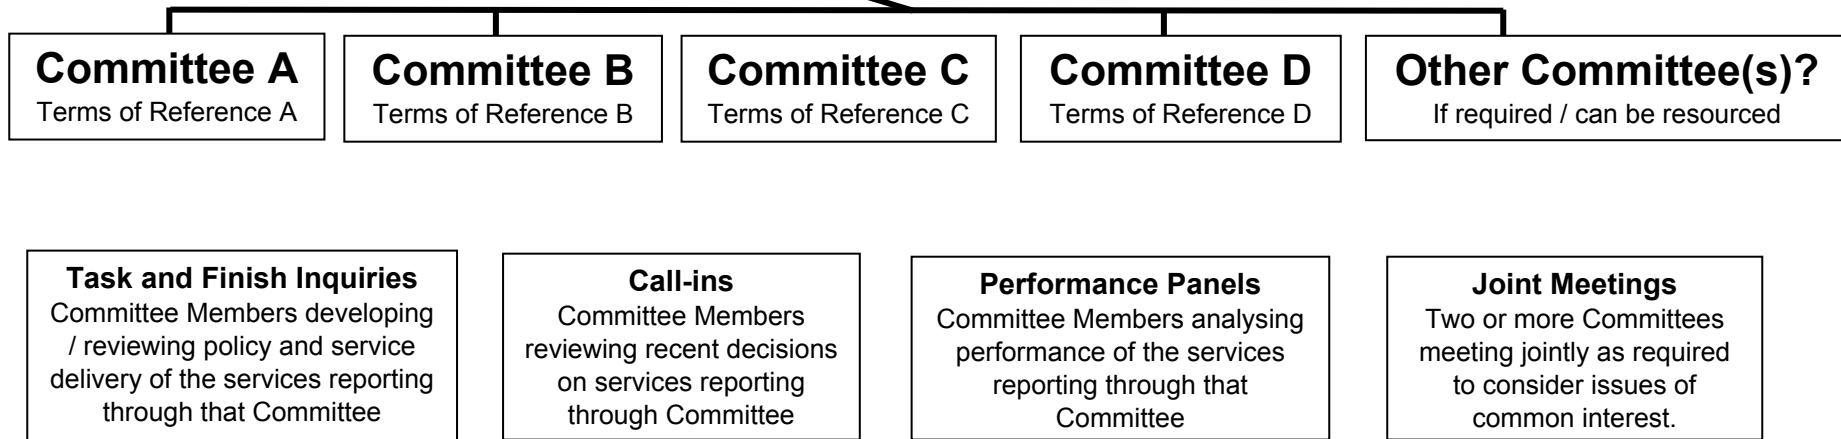 Committee A
Terms of Reference A
Committee B
Terms of Reference B
Committee C
Terms of Reference C
Committee D
Terms of Reference D
Other Committee(s)?
If required / can be resourced
Task and Finish Inquiries
Committee Members developing
/ reviewing policy and service
delivery of the services reporting
through that Committee
Call-ins
Committee Members
reviewing recent decisions
on services reporting
through Committee
Performance Panels
Committee Members analysing
performance of the services
reporting through that
Committee
Joint Meetings
Two or more Committees
meeting jointly as required
to consider issues of
common interest.